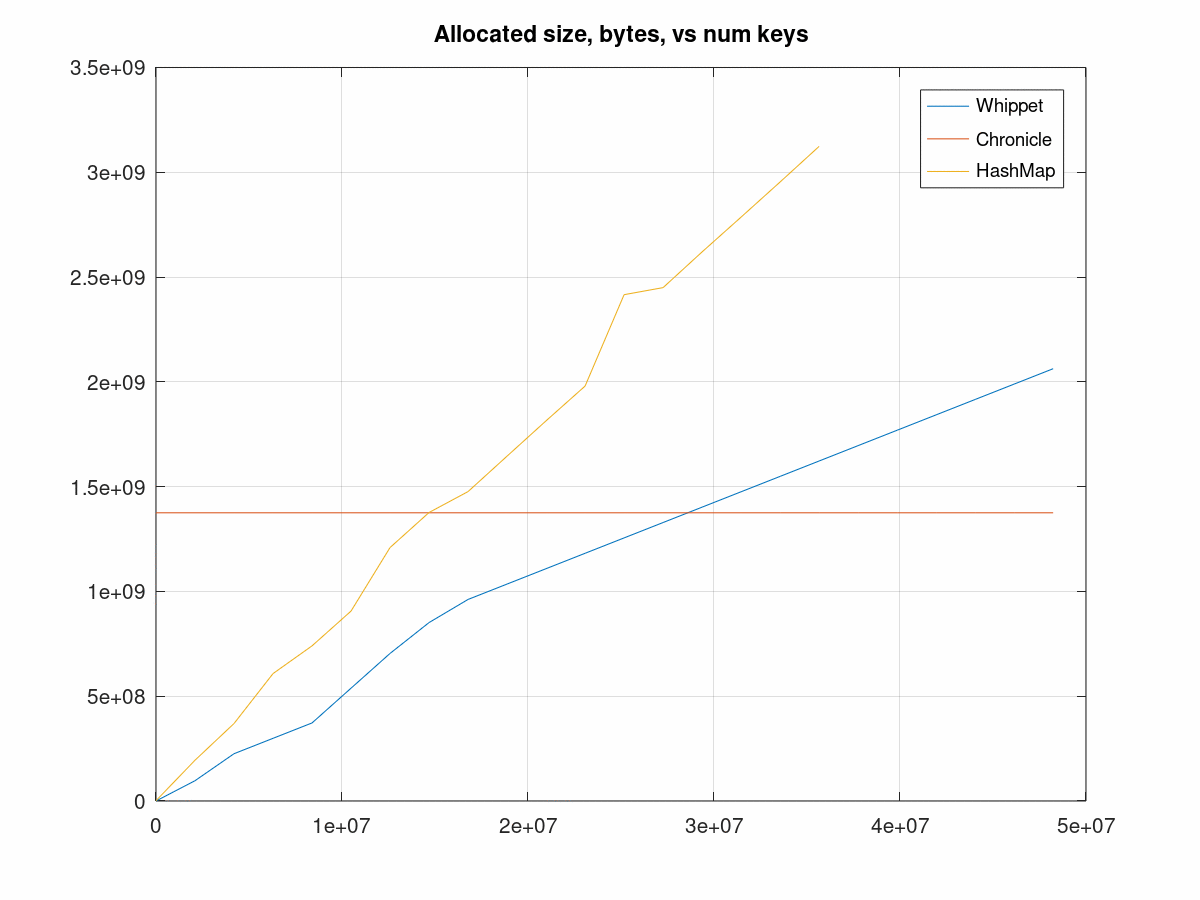 Allocated size, bytes, vs num keys
3.5e+09
3e+09
2.5e+09
2e+09
1.5e+09
1e+09
5e+08
0
0 1e+07 2e+07 3e+07 4e+07 5e+07
Whippet
Chronicle
HashMap